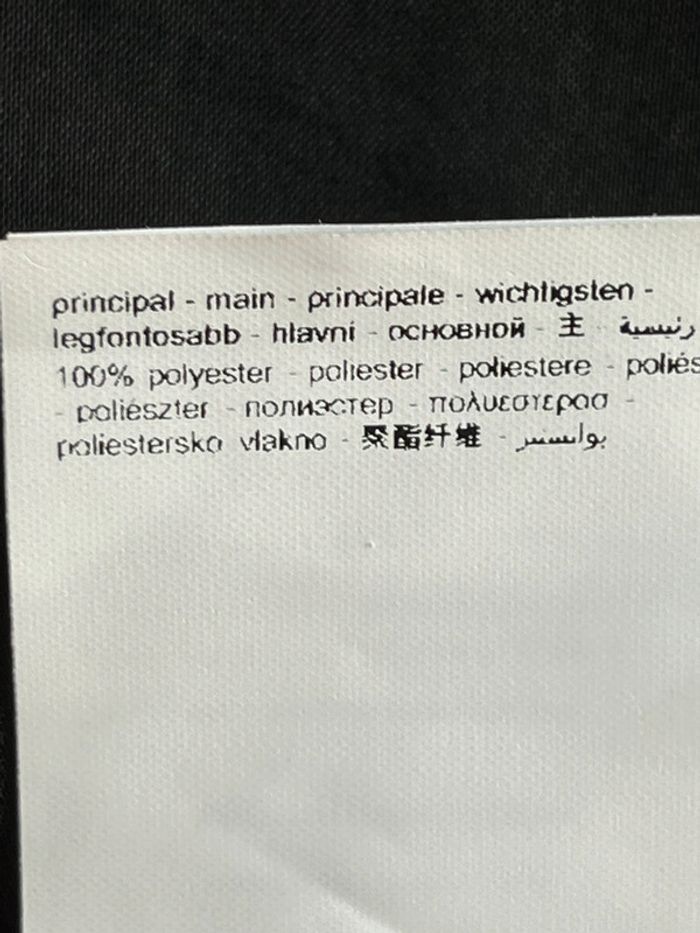 principal - main - principale - wichtigsten -
legfontosabb - hlavní - основной - 主 - رئيسية
100% polyester - poliester - poliestere - poliés
- poliészter - полиэстер - πολυεστερασ -
poliestersko vlakno - 聚酯纤维 - بوليستر